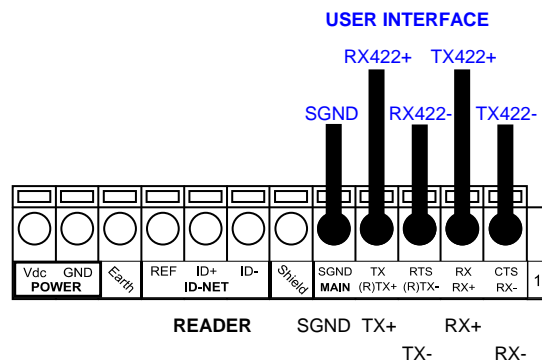 USER INTERFACE
RX422+ TX422+
SGND RX422- TX422-
Vdc GND Earth REF ID+ ID- Shield SGND TX RTS RX CTS 1
POWER ID-NET MAIN (R)TX+ (R)TX- RX+ RX-
READER SGND TX+ RX+
TX- RX-